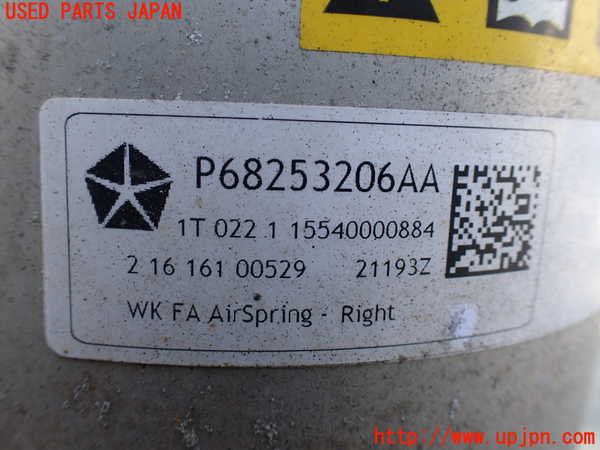 USED PARTS JAPAN
P68253206AA
1T 022 1 15540000884
2 16 161 00529 21193Z
WK FA AirSpring - Right
http://www.upjpn.com/